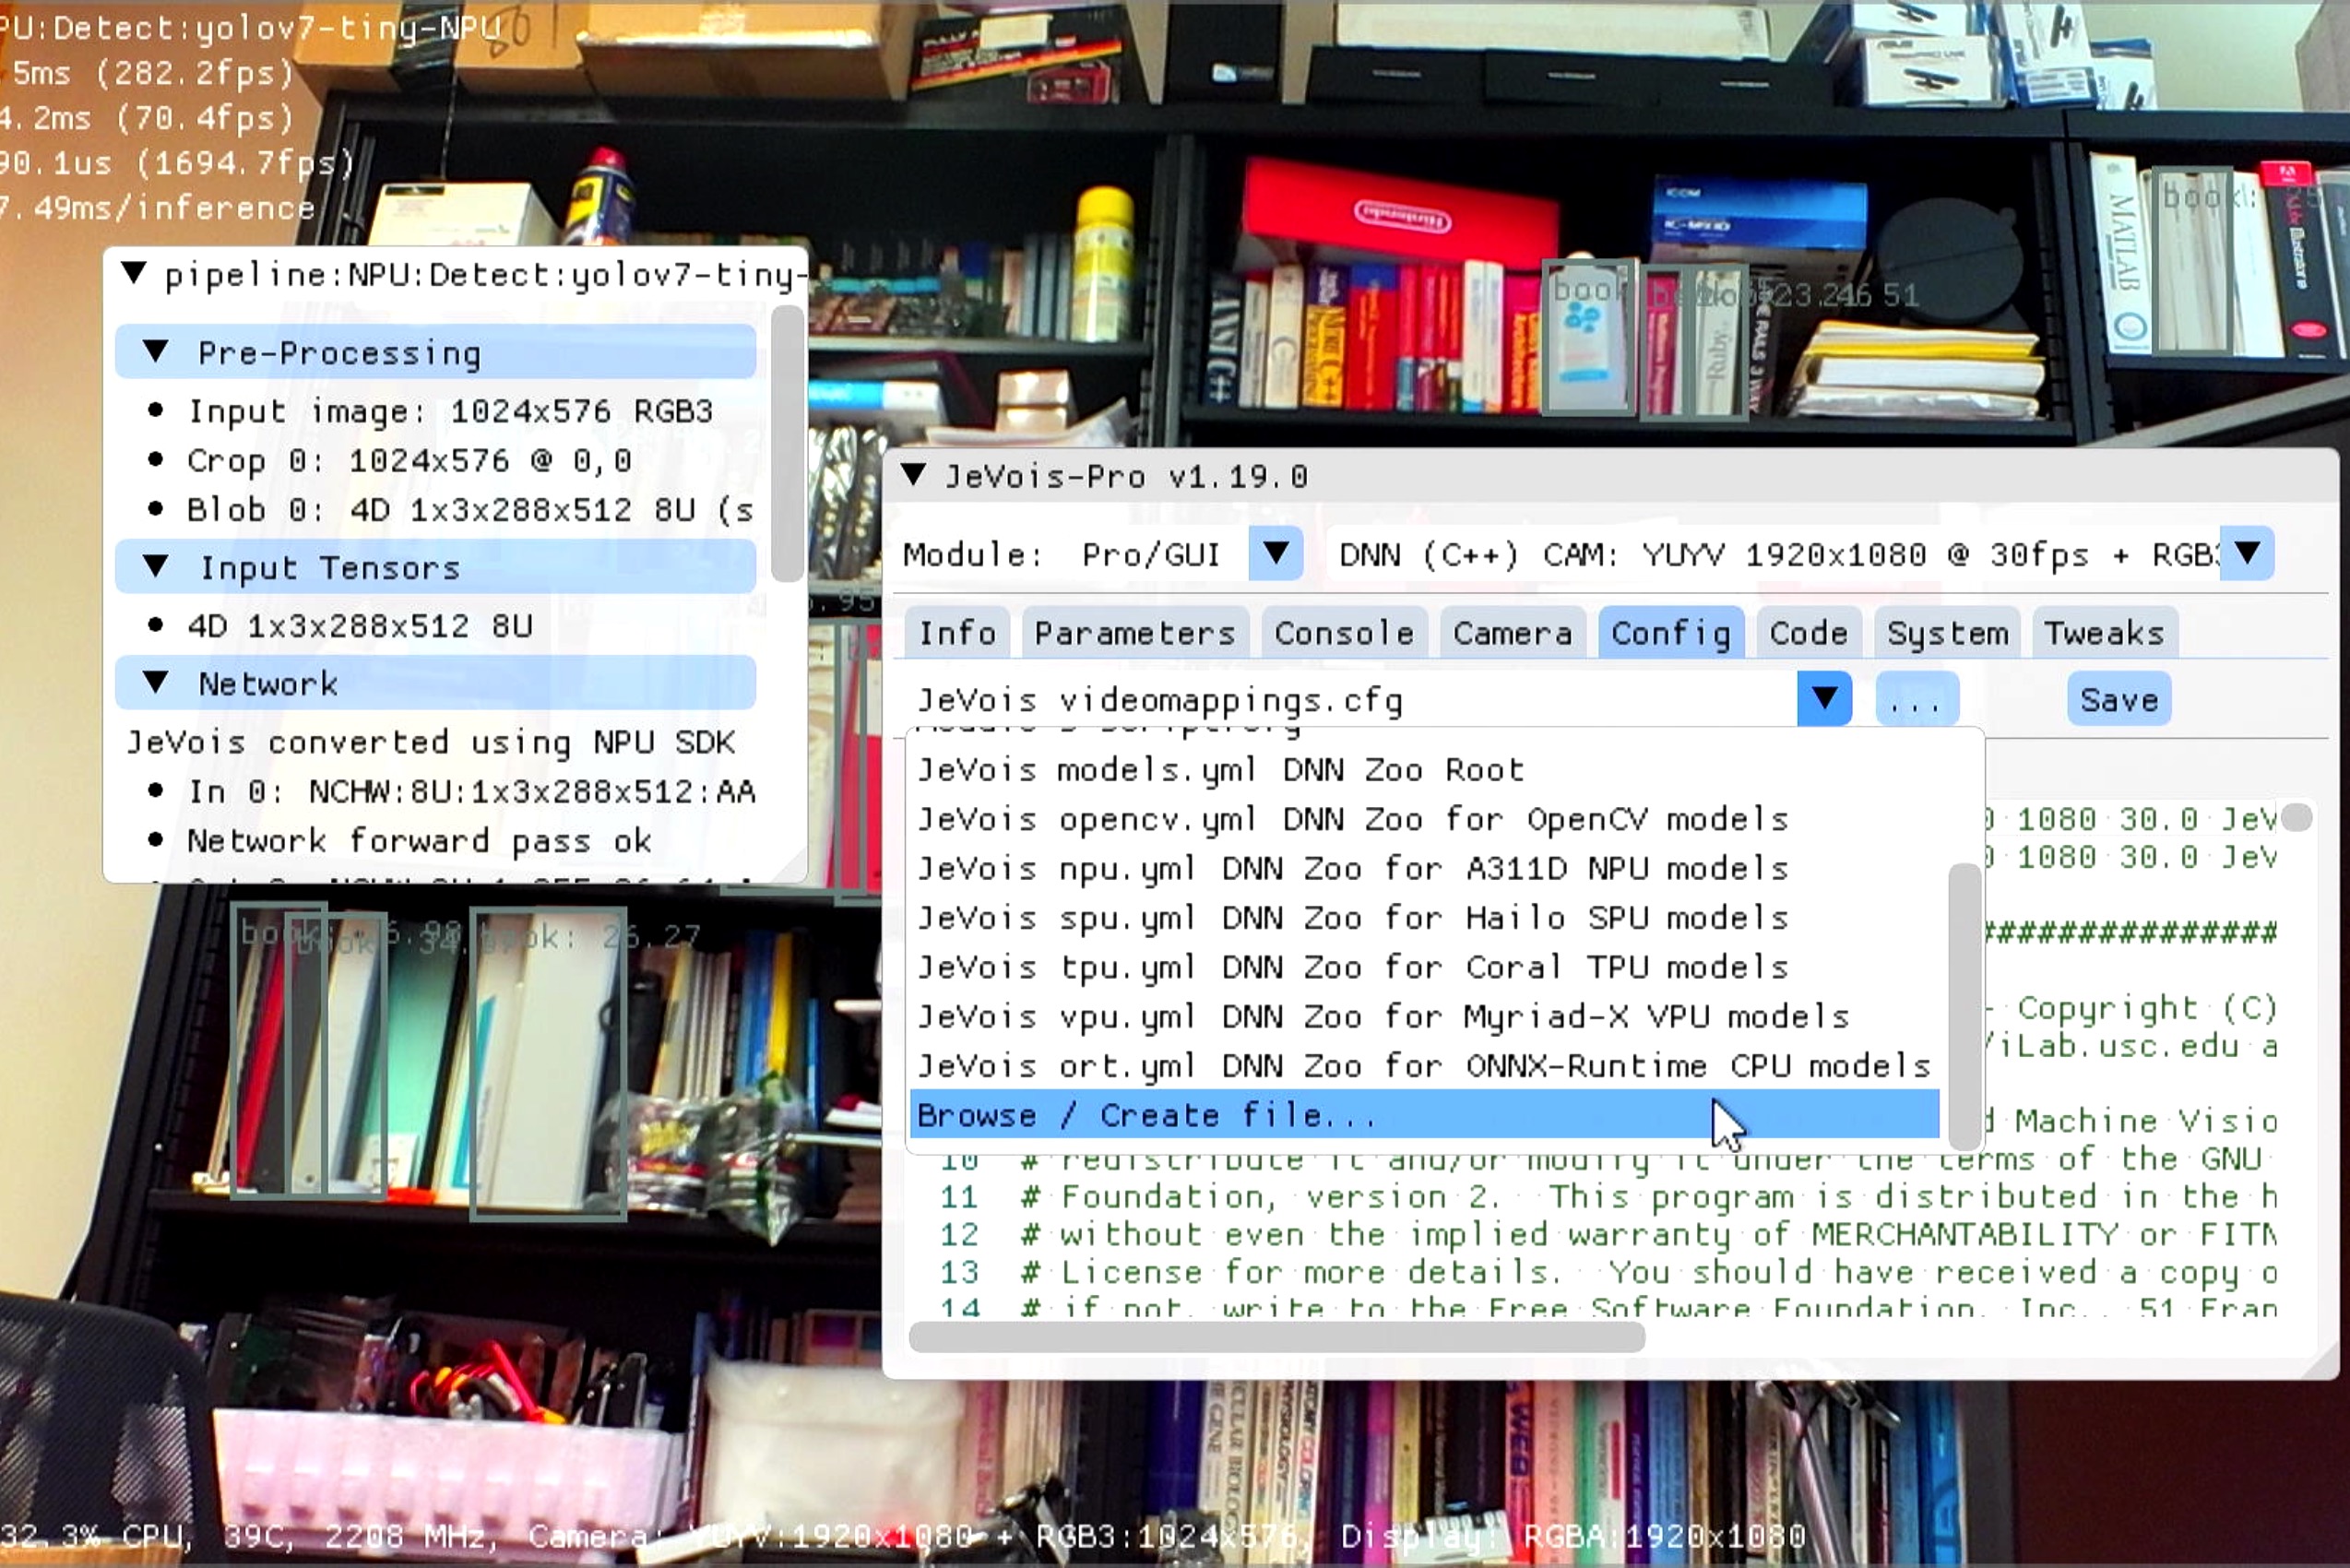 PU:Detect:yolov7-tiny-NPU
5ms (282.2fps)
4.2ms (70.4fps)
90.1us (1694.7fps)
7.49ms/inference
▼ pipeline:NPU:Detect:yolov7-tiny-
▼ Pre-Processing
• Input image: 1024x576 RGB3
• Crop 0: 1024x576 @ 0,0
• Blob 0: 4D 1x3x288x512 8U (s
▼ Input Tensors
• 4D 1x3x288x512 8U
▼ Network
JeVois converted using NPU SDK
• In 0: NCHW:8U:1x3x288x512:AA
• Network forward pass ok
Nintendo
ICOM
MATLAB
book:
book
Ruby
C++
book: 26.27
▼ JeVois-Pro v1.19.0
Module: Pro/GUI ▼ DNN (C++) CAM: YUYV 1920x1080 @ 30fps + RGB3 ▼
Info Parameters Console Camera Config Code System Tweaks
JeVois videomappings.cfg ▼ ... Save
JeVois models.yml DNN Zoo Root
JeVois opencv.yml DNN Zoo for OpenCV models
JeVois npu.yml DNN Zoo for A311D NPU models
JeVois spu.yml DNN Zoo for Hailo SPU models
JeVois tpu.yml DNN Zoo for Coral TPU models
JeVois vpu.yml DNN Zoo for Myriad-X VPU models
JeVois ort.yml DNN Zoo for ONNX-Runtime CPU models
Browse / Create file...
0 1080 30.0 JeV
0 1080 30.0 JeV
###############
- Copyright (C)
/iLab.usc.edu a
d Machine Visio
10 # redistribute it and/or modify it under the terms of the GNU
11 # Foundation, version 2. This program is distributed in the h
12 # without even the implied warranty of MERCHANTABILITY or FITN
13 # License for more details. You should have received a copy o
14 # if not, write to the Free Software Foundation, Inc., 51 Fran
32.3% CPU, 39C, 2208 MHz, Camera: YUYV:1920x1080 + RGB3:1024x576, Display: RGBA:1920x1080